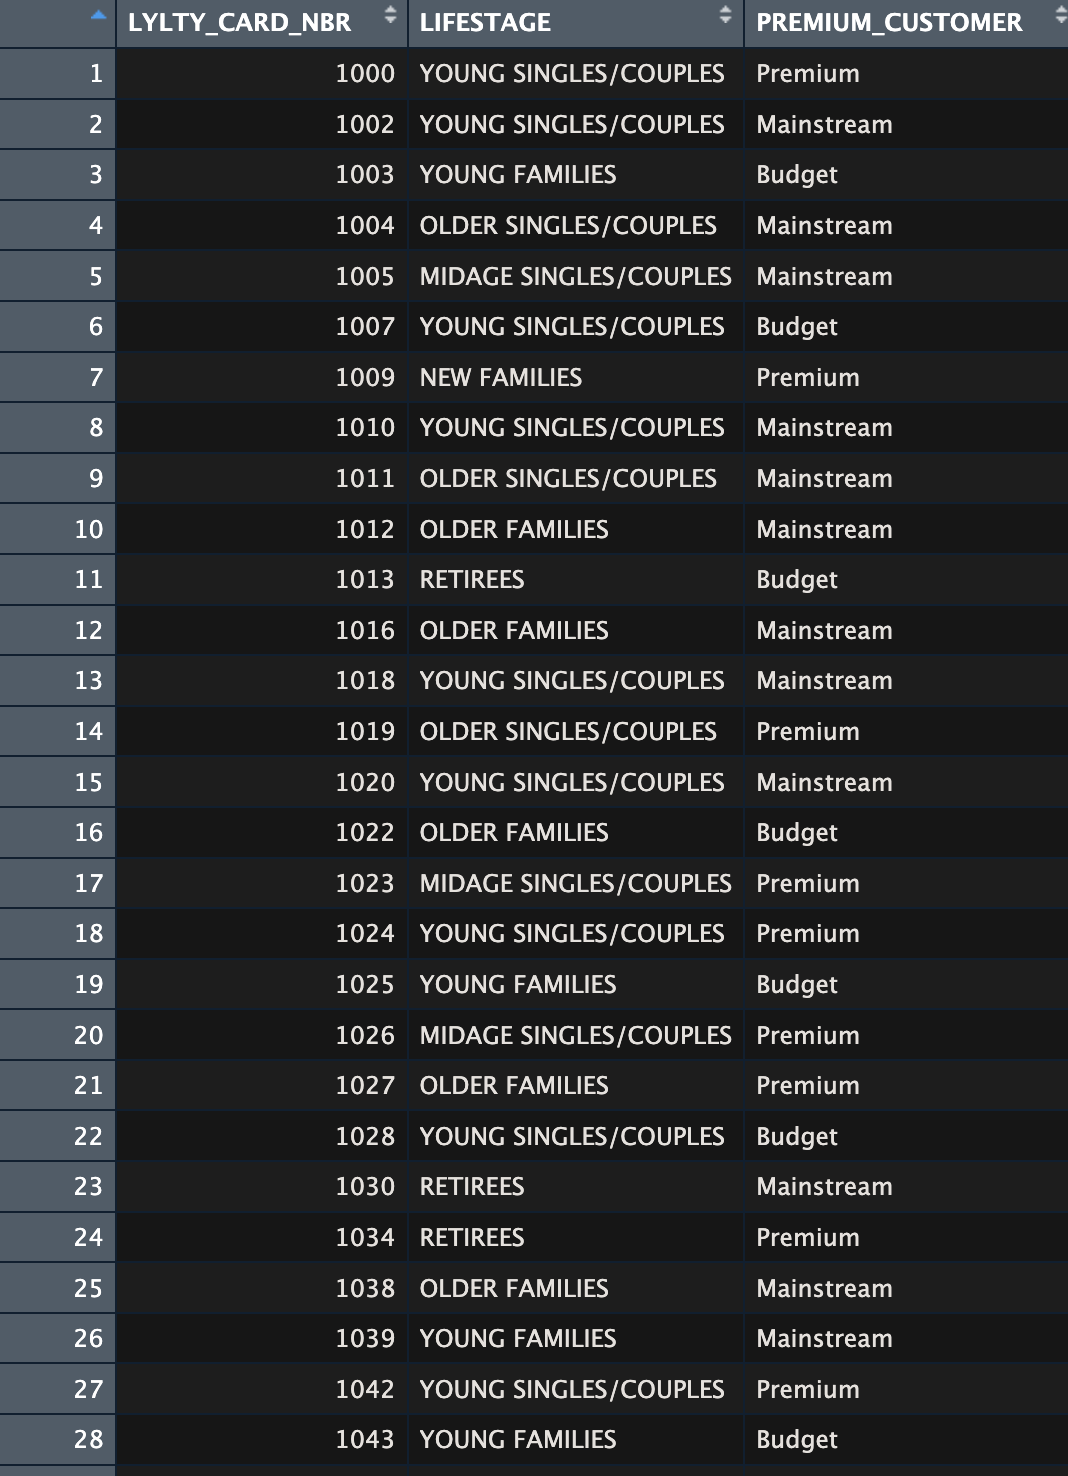 LYLTY_CARD_NBR LIFESTAGE PREMIUM_CUSTOMER
1 1000 YOUNG SINGLES/COUPLES Premium
2 1002 YOUNG SINGLES/COUPLES Mainstream
3 1003 YOUNG FAMILIES Budget
4 1004 OLDER SINGLES/COUPLES Mainstream
5 1005 MIDAGE SINGLES/COUPLES Mainstream
6 1007 YOUNG SINGLES/COUPLES Budget
7 1009 NEW FAMILIES Premium
8 1010 YOUNG SINGLES/COUPLES Mainstream
9 1011 OLDER SINGLES/COUPLES Mainstream
10 1012 OLDER FAMILIES Mainstream
11 1013 RETIREES Budget
12 1016 OLDER FAMILIES Mainstream
13 1018 YOUNG SINGLES/COUPLES Mainstream
14 1019 OLDER SINGLES/COUPLES Premium
15 1020 YOUNG SINGLES/COUPLES Mainstream
16 1022 OLDER FAMILIES Budget
17 1023 MIDAGE SINGLES/COUPLES Premium
18 1024 YOUNG SINGLES/COUPLES Premium
19 1025 YOUNG FAMILIES Budget
20 1026 MIDAGE SINGLES/COUPLES Premium
21 1027 OLDER FAMILIES Premium
22 1028 YOUNG SINGLES/COUPLES Budget
23 1030 RETIREES Mainstream
24 1034 RETIREES Premium
25 1038 OLDER FAMILIES Mainstream
26 1039 YOUNG FAMILIES Mainstream
27 1042 YOUNG SINGLES/COUPLES Premium
28 1043 YOUNG FAMILIES Budget